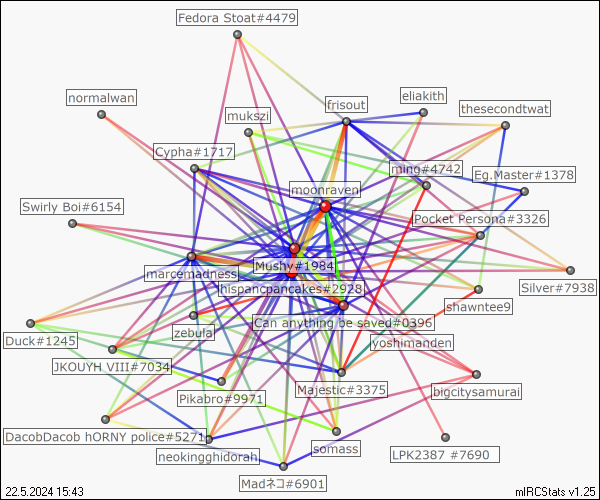 Fedora Stoat#4479
normalwan
frisout
eliakith
thesecondtwat
mukszi
Cypha#1717
ming#4742
Eg.Master#1378
moonraven
Swirly Boi#6154
Pocket Persona#3326
Mushy#1984
marcemadness
hispancpancakes#2928
Silver#7938
shawntee9
Can anything be saved#0396
zebula
Duck#1245
yoshimanden
JKOUYH VIII#7034
Majestic#3375
bigcitysamurai
Pikabro#9971
DacobDacob hORNY police#5271
somass
neokingghidorah
LPK2387 #7690
Madネコ#6901
22.5.2024 15:43
mIRCStats v1.25